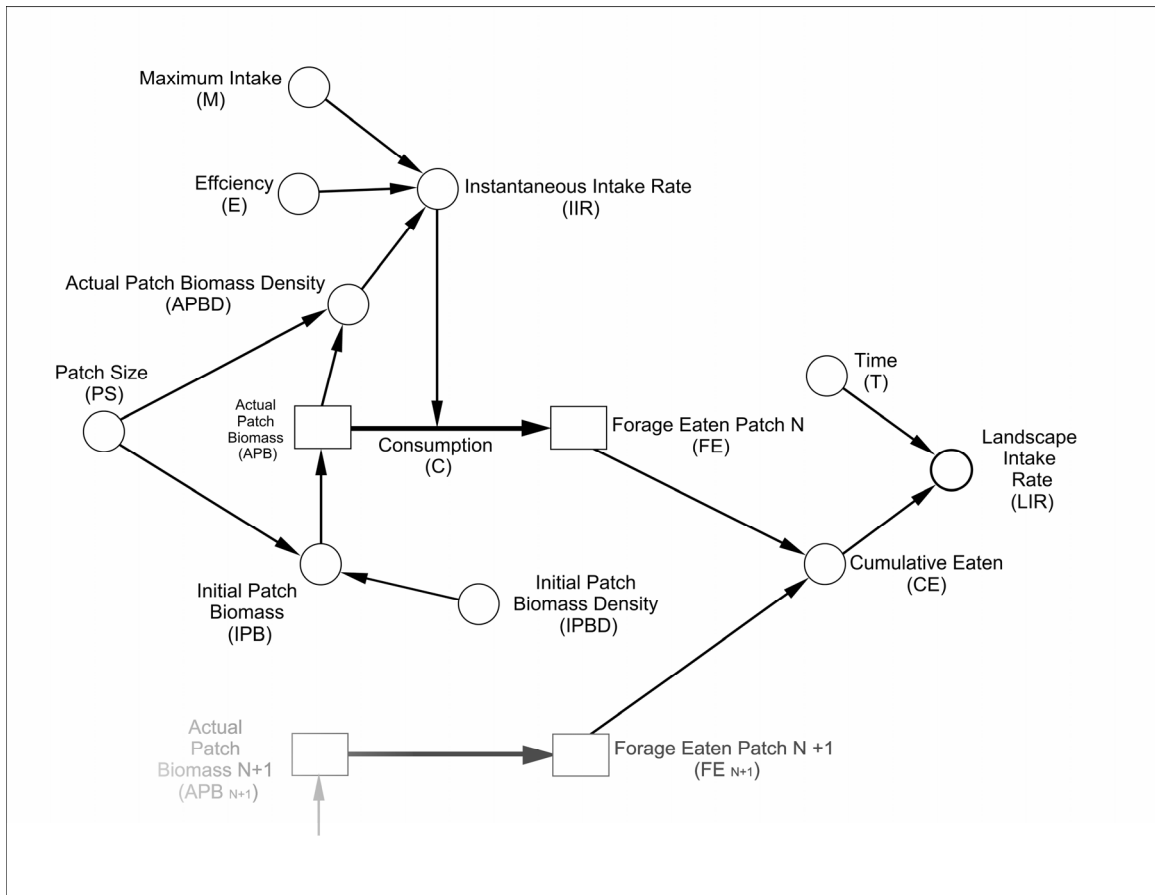 Maximum Intake
(M)
Effciency
(E)
Instantaneous Intake Rate
(IIR)
Actual Patch Biomass Density
(APBD)
Patch Size
(PS)
Actual
Patch
Biomass
(APB)
Consumption
(C)
Forage Eaten Patch N
(FE)
Time
(T)
Landscape
Intake
Rate
(LIR)
Initial Patch
Biomass
(IPB)
Initial Patch
Biomass Density
(IPBD)
Cumulative Eaten
(CE)
Actual
Patch
Biomass N+1
(APB N+1)
Forage Eaten Patch N +1
(FE N+1)